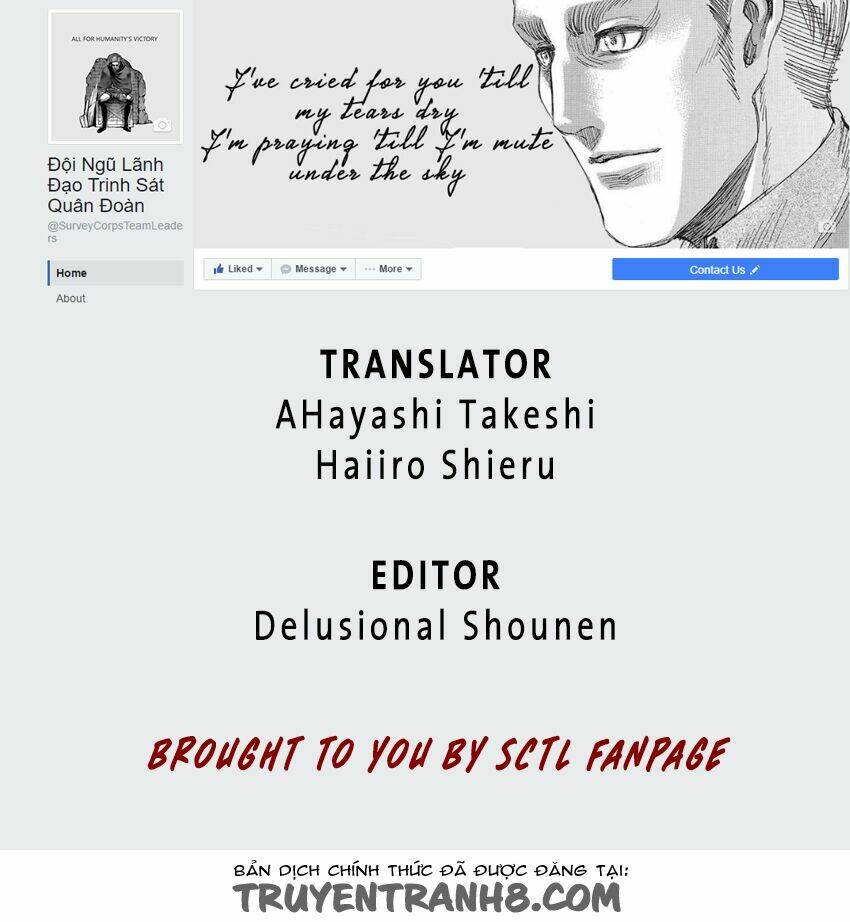 ALL FOR HUMANITY'S VICTORY
I've cried for you 'till
my tears dry
I'm praying 'till I'm mute
under the sky
Đội Ngũ Lãnh
Đạo Trinh Sát
Quân Đoàn
@SurveyCorpsTeamLeade
rs
Home
About
Liked
Message
More
Contact Us
TRANSLATOR
AHayashi Takeshi
Haiiro Shieru
EDITOR
Delusional Shounen
BROUGHT TO YOU BY SCTL FANPAGE
BẢN DỊCH CHÍNH THỨC ĐÃ ĐƯỢC ĐĂNG TẠI:
TRUYENTRANH8.COM